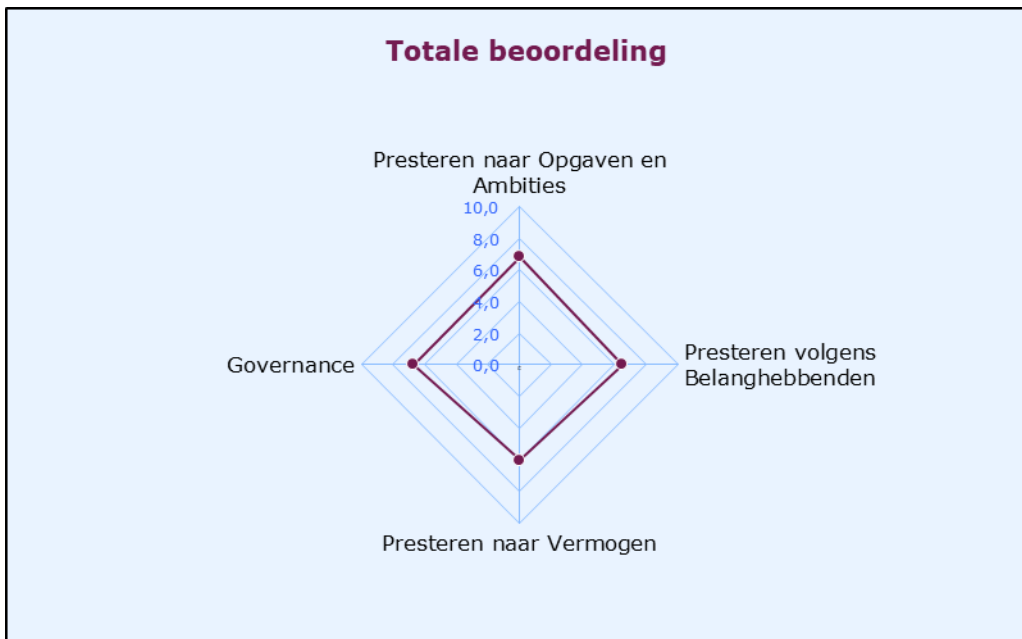 Totale beoordeling
Presteren naar Opgaven en
Ambities
10,0
8,0
6,0
4,0
2,0
0,0
Governance
Presteren volgens
Belanghebbenden
Presteren naar Vermogen